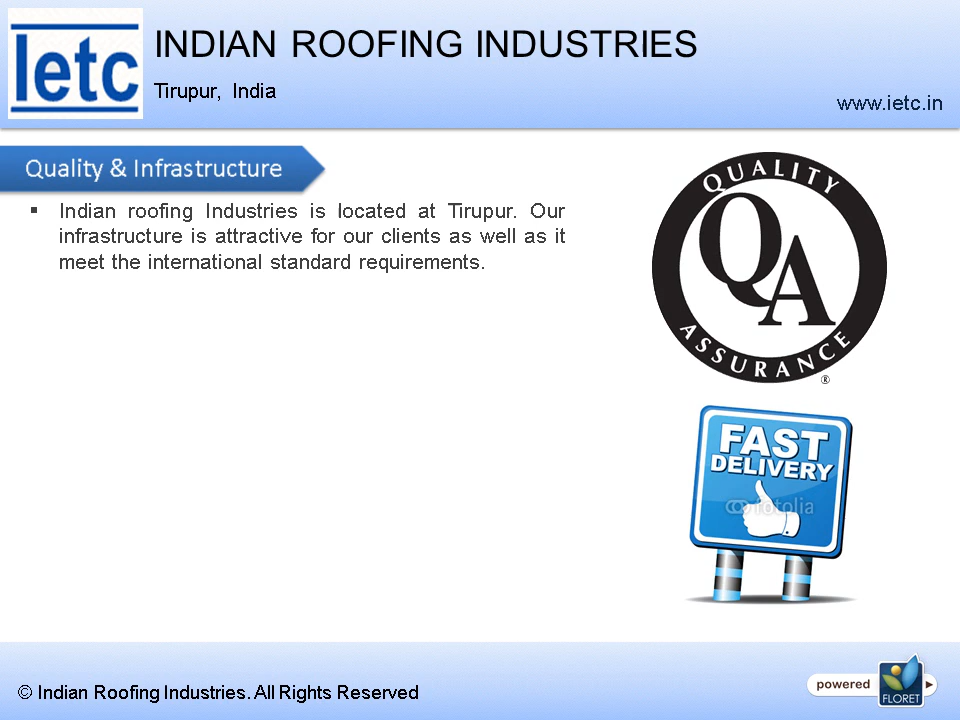 Ietc
INDIAN ROOFING INDUSTRIES
Tirupur, India
www.ietc.in
Quality & Infrastructure
▪ Indian roofing Industries is located at Tirupur. Our
infrastructure is attractive for our clients as well as it
meet the international standard requirements.
QUALITY
QA
ASSURANCE
®
FAST
DELIVERY
fotolia
© Indian Roofing Industries. All Rights Reserved
powered
FLORET